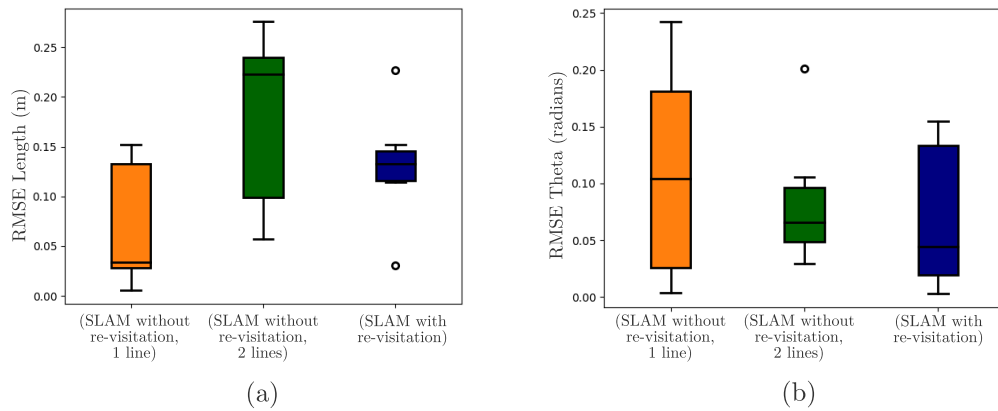 RMSE Length (m)
0.25
0.20
0.15
0.10
0.05
0.00
(SLAM without
re-visitation,
1 line)
(SLAM without
re-visitation,
2 lines)
(SLAM with
re-visitation)
(a)
RMSE Theta (radians)
0.25
0.20
0.15
0.10
0.05
0.00
(SLAM without
re-visitation,
1 line)
(SLAM without
re-visitation,
2 lines)
(SLAM with
re-visitation)
(b)